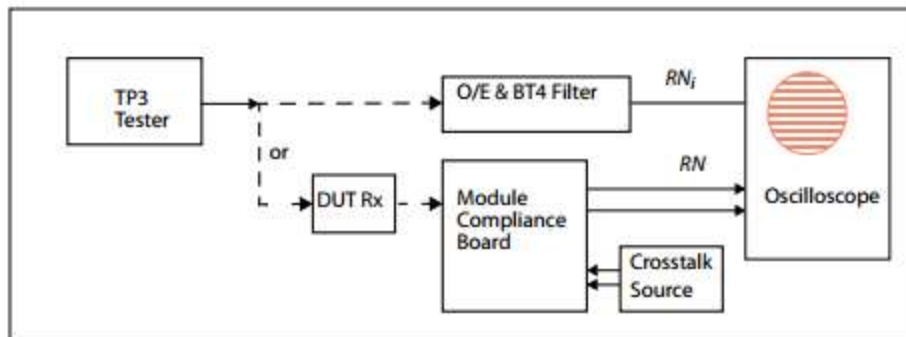 TP3
Tester
or
O/E & BT4 Filter
RNi
DUT Rx
Module
Compliance
Board
RN
Oscilloscope
Crosstalk
Source